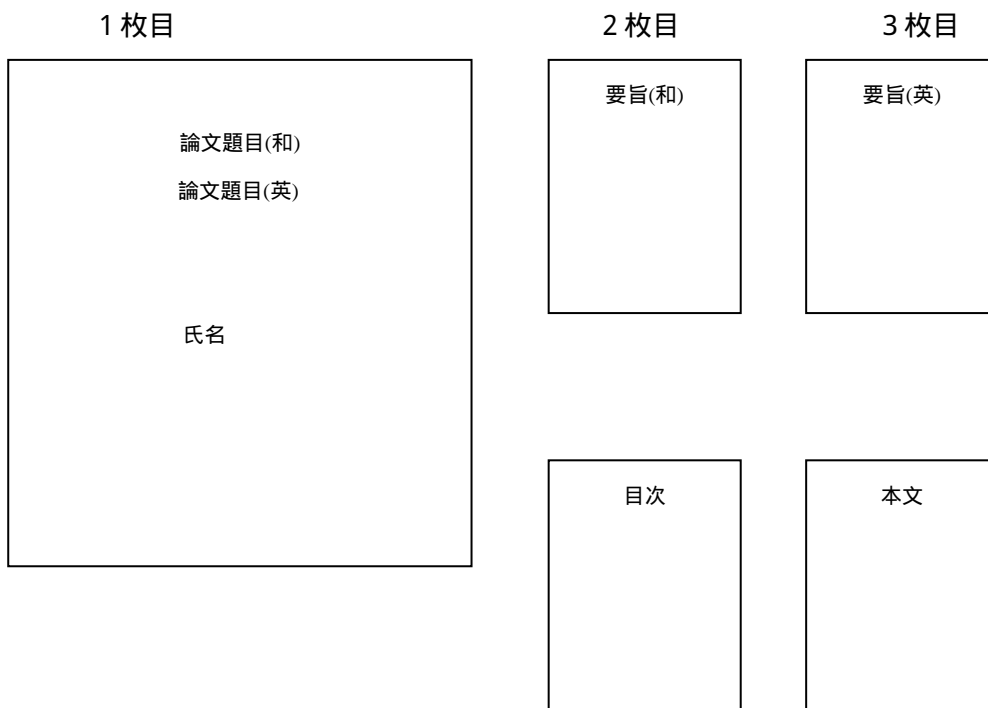 1枚目
論文題目(和)
論文題目(英)
氏名
2枚目
要旨(和)
3枚目
要旨(英)
目次
本文